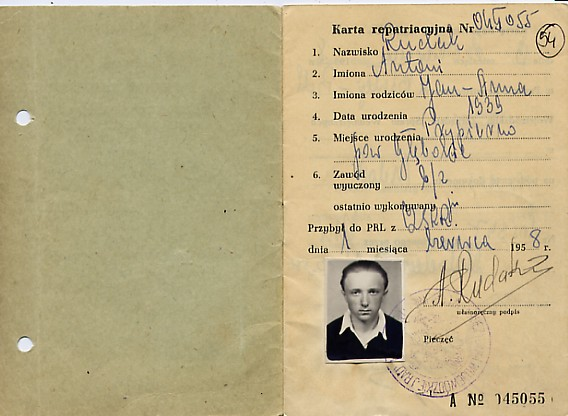 Karta repatriacyjna Nr 045055
54
1. Nazwisko Rudak
2. Imiona Antoni
3. Imiona rodziców Jan - Anna
4. Data urodzenia 1939
5. Miejsce urodzenia
pow Głębokie
6. Zawód
wyuczony b/z
ostatnio wykonywany
Przybył do PRL z ZSRR
dnia 1 miesiąca czerwca 1958 r.
A. Rudak
własnoręczny podpis
Pieczęć
A № 045055